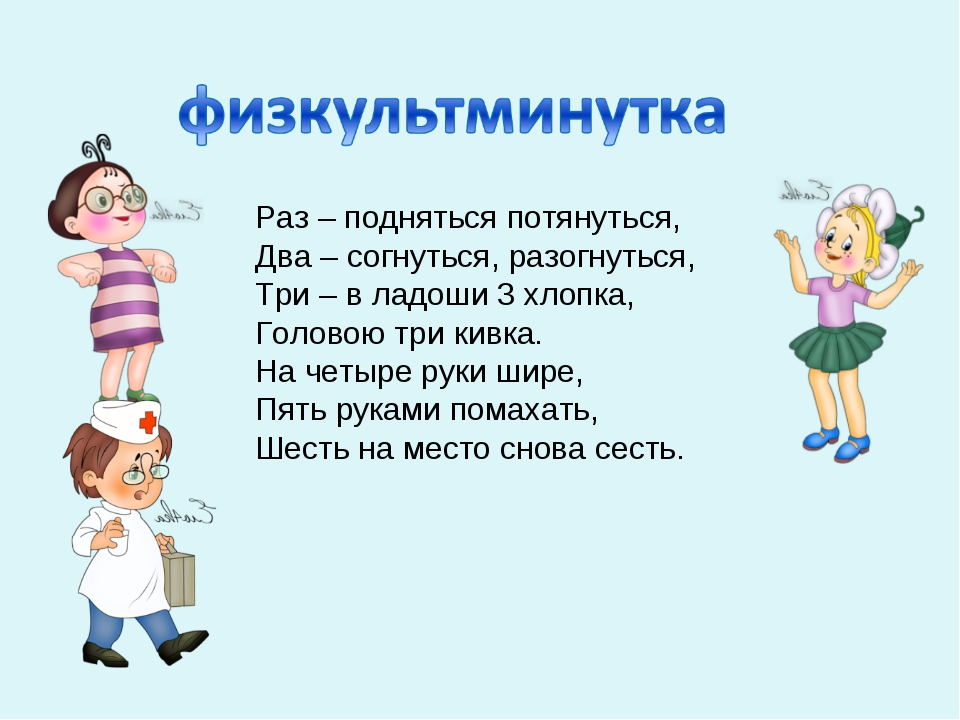 физкультминутка
Раз – подняться потянуться,
Два – согнуться, разогнуться,
Три – в ладоши 3 хлопка,
Головою три кивка.
На четыре руки шире,
Пять руками помахать,
Шесть на место снова сесть.